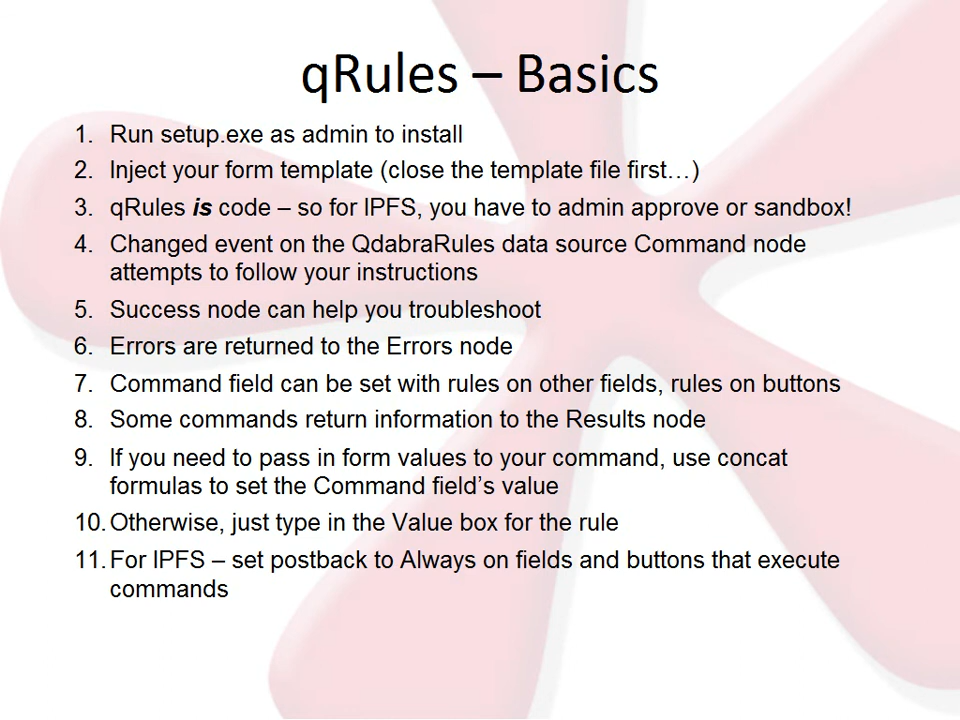 qRules – Basics
1. Run setup.exe as admin to install
2. Inject your form template (close the template file first…)
3. qRules is code – so for IPFS, you have to admin approve or sandbox!
4. Changed event on the QdabraRules data source Command node
attempts to follow your instructions
5. Success node can help you troubleshoot
6. Errors are returned to the Errors node
7. Command field can be set with rules on other fields, rules on buttons
8. Some commands return information to the Results node
9. If you need to pass in form values to your command, use concat
formulas to set the Command field’s value
10. Otherwise, just type in the Value box for the rule
11. For IPFS – set postback to Always on fields and buttons that execute
commands